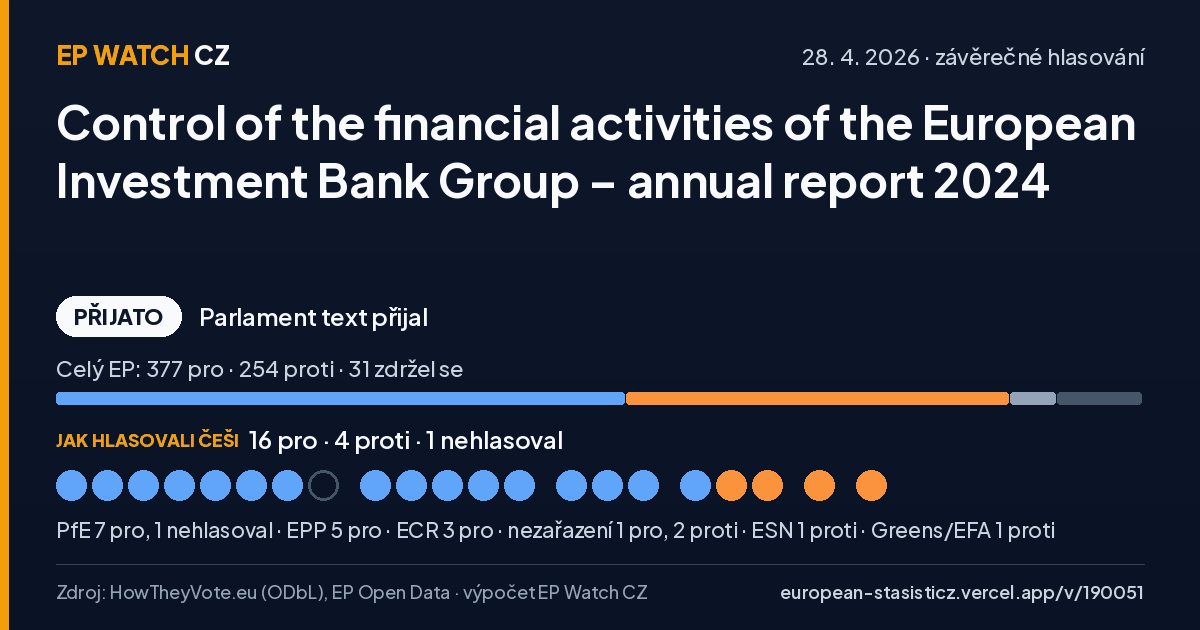 EP WATCH CZ
28. 4. 2026 · závěrečné hlasování
Control of the financial activities of the European
Investment Bank Group – annual report 2024
PŘIJATO Parlament text přijal
Celý EP: 377 pro · 254 proti · 31 zdržel se
JAK HLASOVALI ČEŠI 16 pro · 4 proti · 1 nehlasoval
PfE 7 pro, 1 nehlasoval · EPP 5 pro · ECR 3 pro · nezařazení 1 pro, 2 proti · ESN 1 proti · Greens/EFA 1 proti
Zdroj: HowTheyVote.eu (ODbL), EP Open Data · výpočet EP Watch CZ
european-stasisticz.vercel.app/v/190051